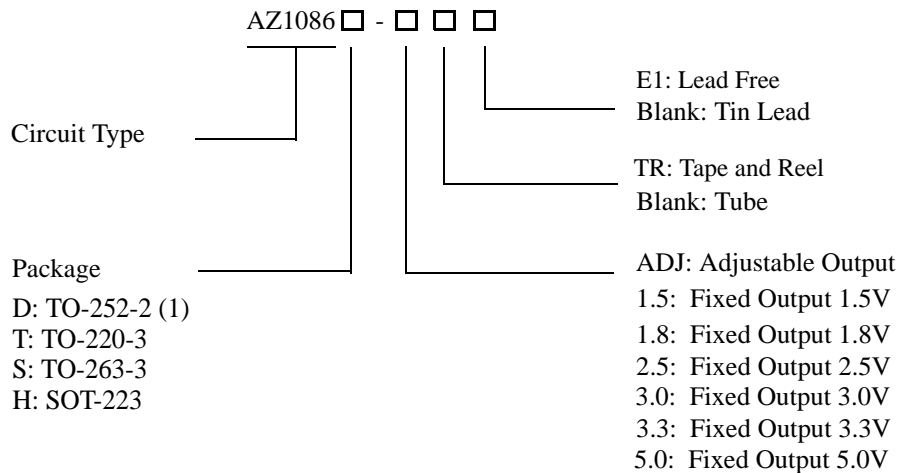 AZ1086□ - □ □ □
E1: Lead Free
Blank: Tin Lead
Circuit Type
TR: Tape and Reel
Blank: Tube
Package
D: TO-252-2 (1)
T: TO-220-3
S: TO-263-3
H: SOT-223
ADJ: Adjustable Output
1.5: Fixed Output 1.5V
1.8: Fixed Output 1.8V
2.5: Fixed Output 2.5V
3.0: Fixed Output 3.0V
3.3: Fixed Output 3.3V
5.0: Fixed Output 5.0V